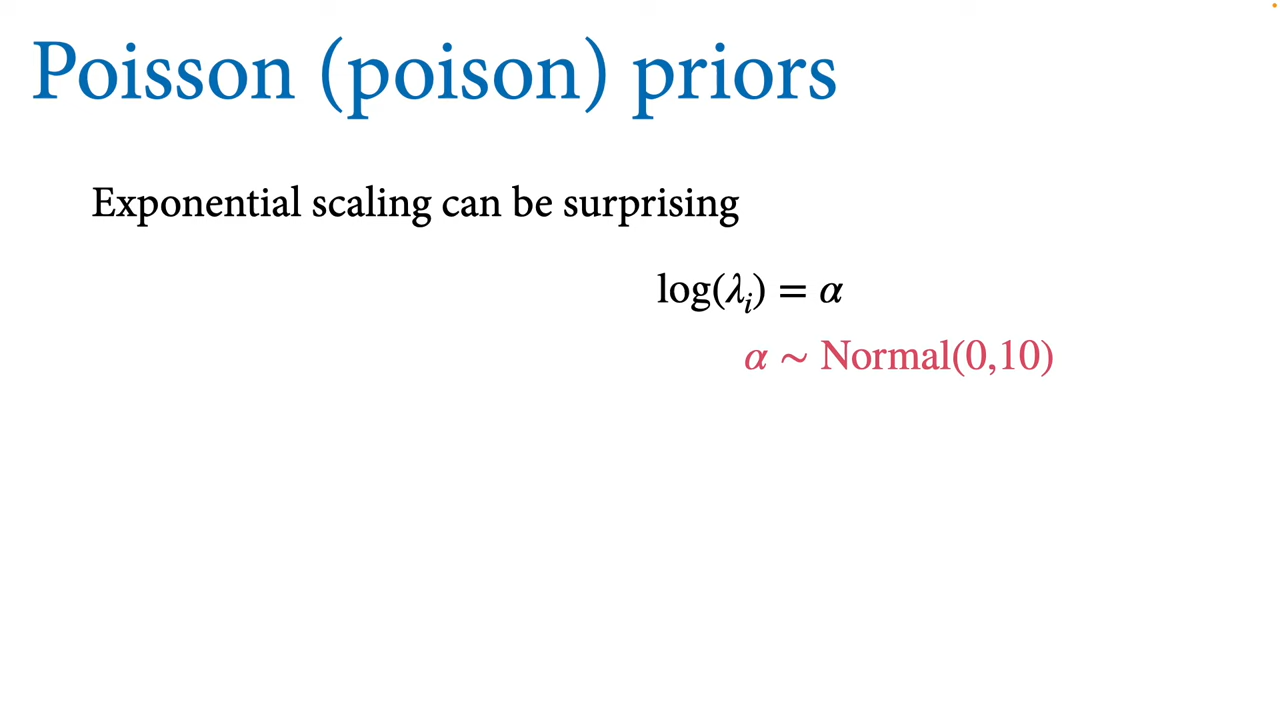 Poisson (poison) priors
Exponential scaling can be surprising
log(λᵢ) = α
α ∼ Normal(0,10)